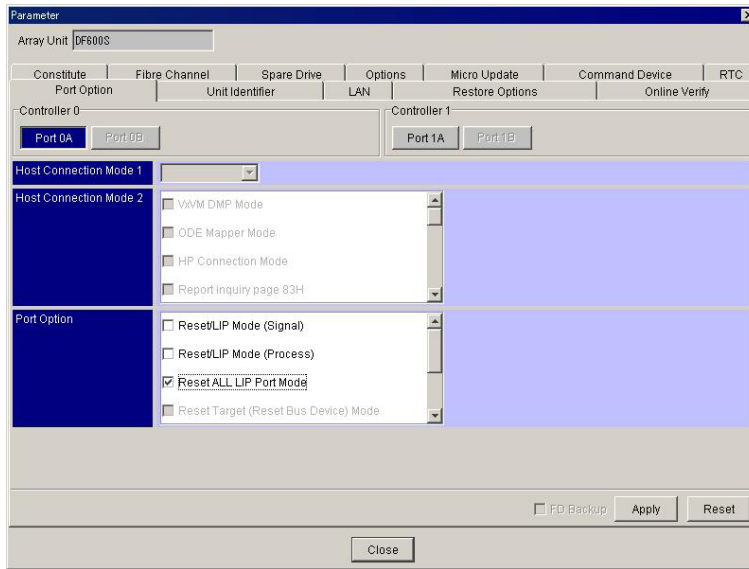 Parameter
Array Unit DF600S
Constitute Fibre Channel Spare Drive Options Micro Update Command Device RTC
Port Option Unit Identifier LAN Restore Options Online Verify
Controller 0 Controller 1
Port 0A Port 0B Port 1A Port 1B
Host Connection Mode 1
Host Connection Mode 2
VxVM DMP Mode
ODE Mapper Mode
HP Connection Mode
Report inquiry page 83H
Port Option
Reset/LIP Mode (Signal)
Reset/LIP Mode (Process)
Reset ALL LIP Port Mode
Reset Target (Reset Bus Device) Mode
FD Backup Apply Reset
Close